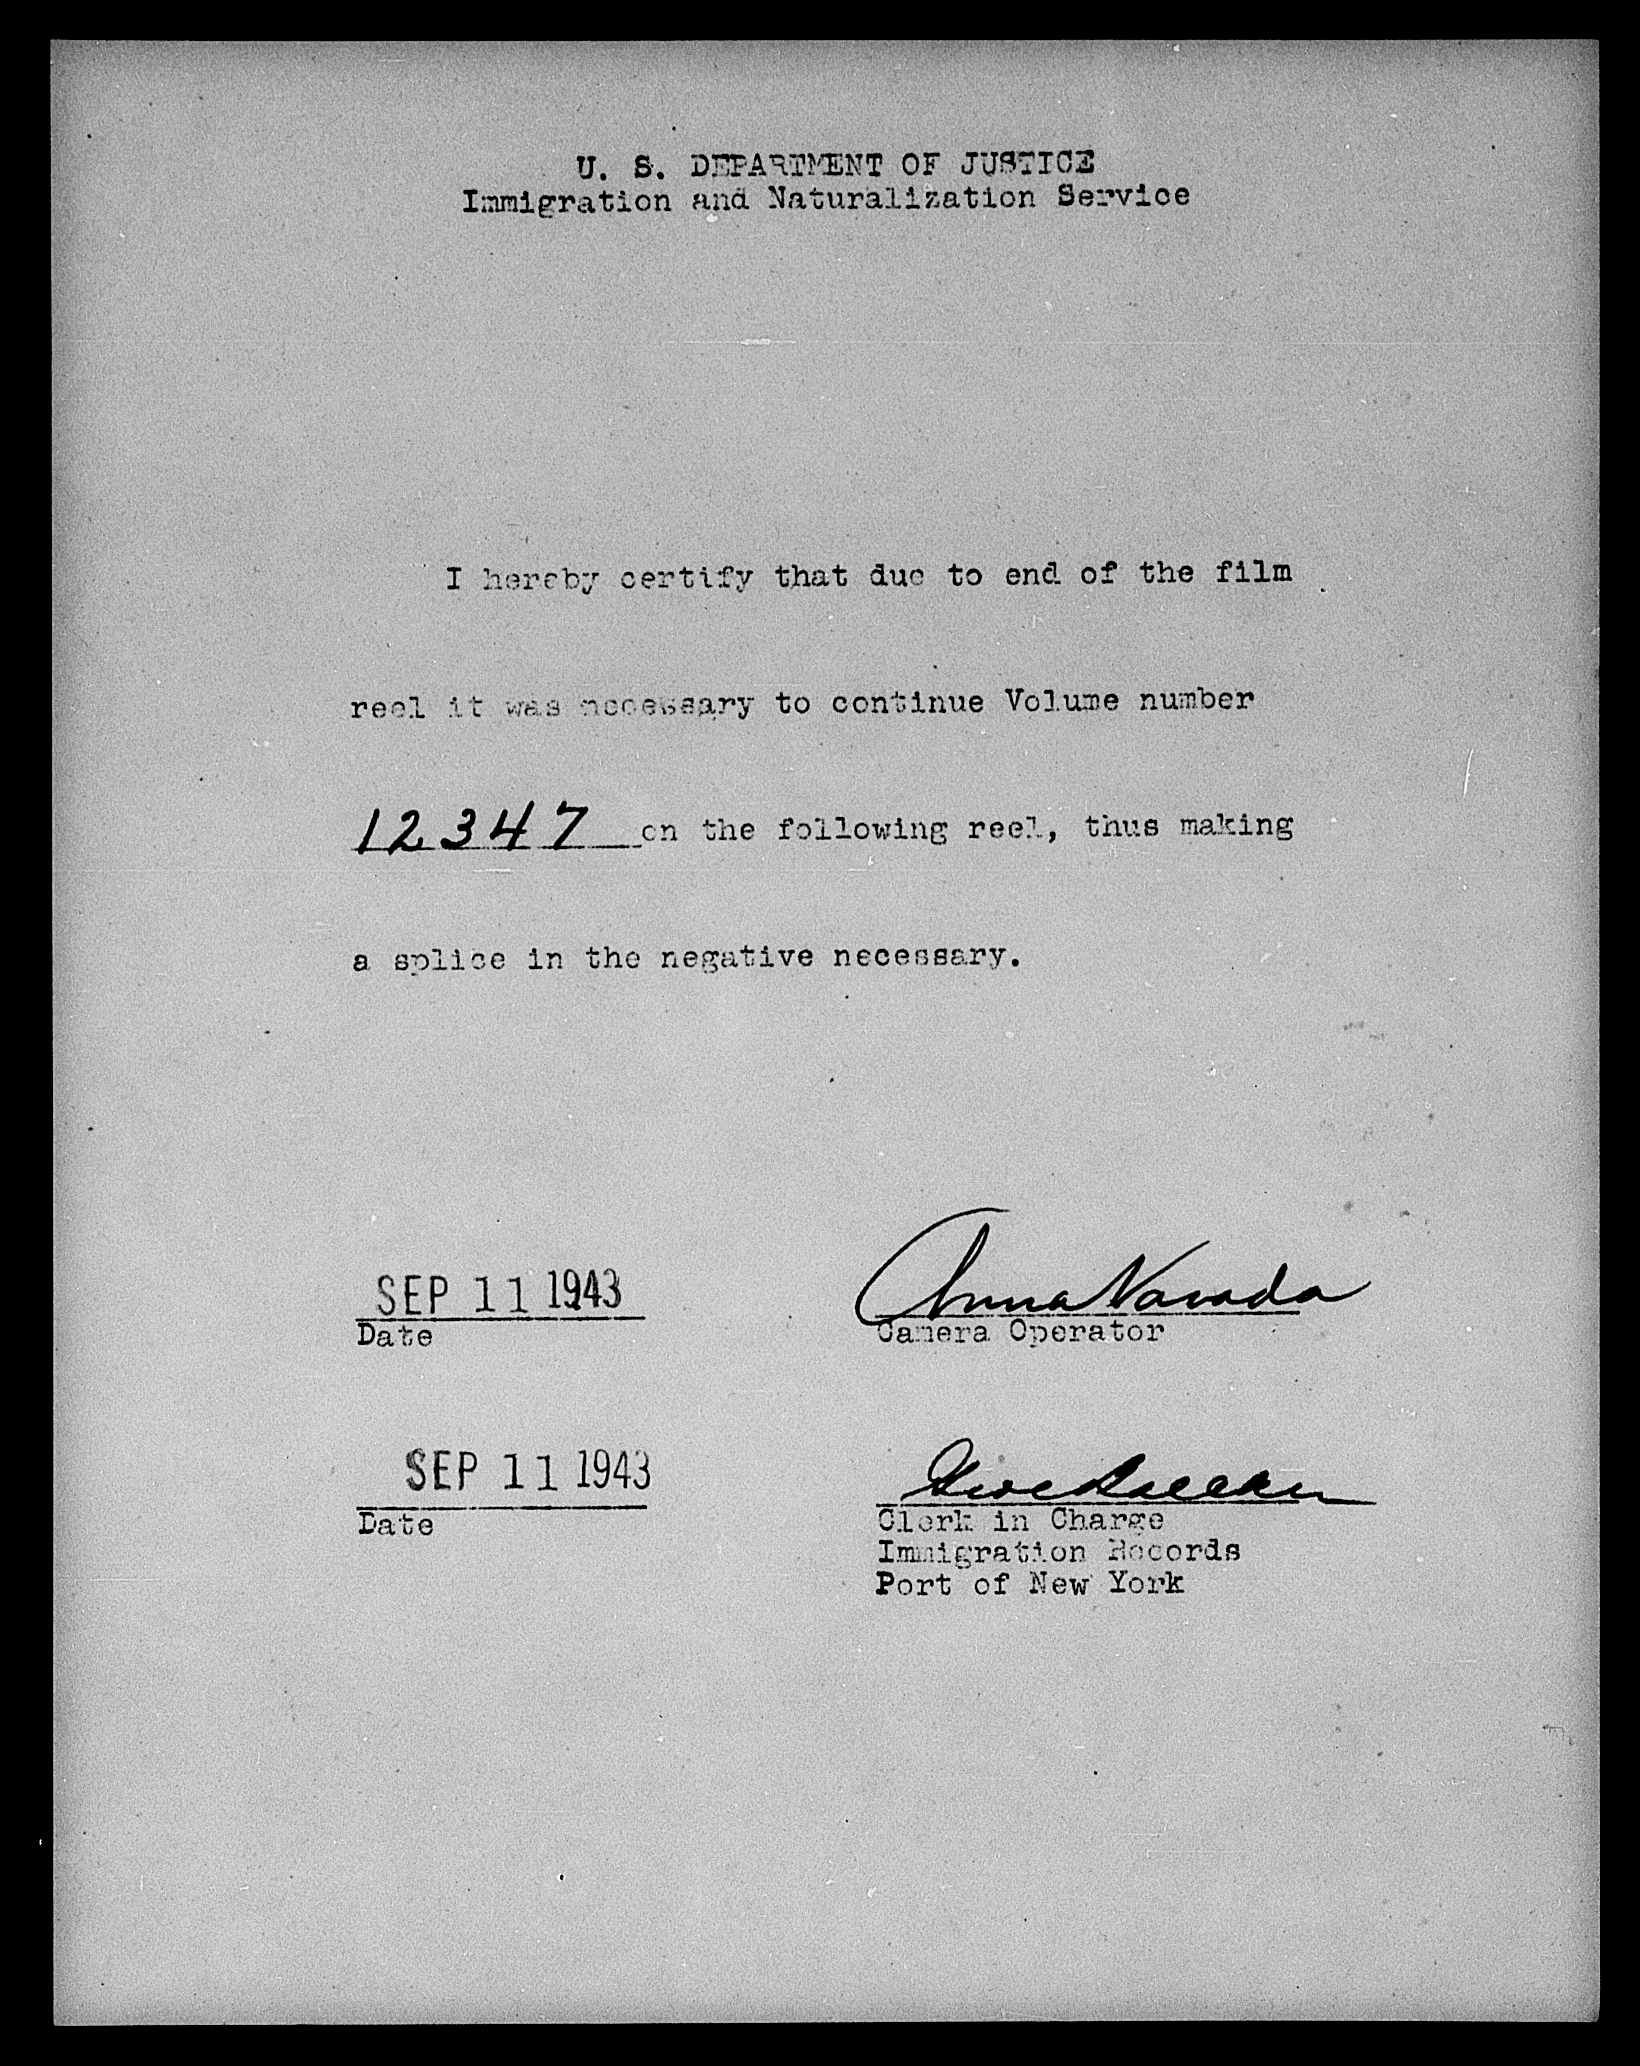 U. S. DEPARTMENT OF JUSTICE
Immigration and Naturalization Service
I hereby certify that due to end of the film
reel it was necessary to continue Volume number
12347 on the following reel, thus making
a splice in the negative necessary.
SEP 11 1943
Date
Anna
Camera Operator
SEP 11 1943
Date
Clerk in Charge
Immigration Records
Port of New York